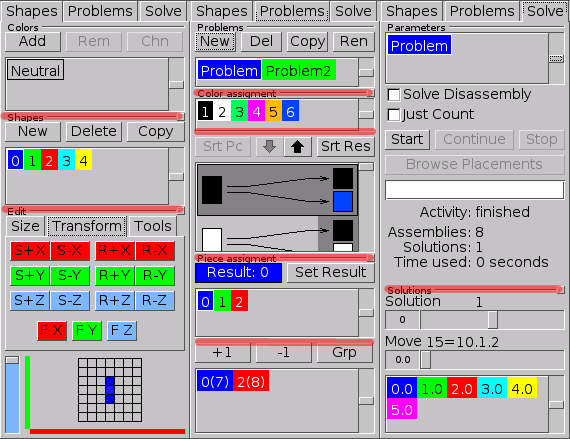 Shapes Problems Solve
Colors
Add Rem Chn
Neutral
Shapes
New Delete Copy
0 1 2 3 4
Edit
Size Transform Tools
S+X S-X R+X R-X
S+Y S-Y R+Y R-Y
S+Z S-Z R+Z R-Z
F X F Y F Z
Shapes Problems Solve
Problems
New Del Copy Ren
Problem Problem2
Color assigment
1 2 3 4 5 6
Srt Pc Srt Res
Piece assigment
Result: 0 Set Result
0 1 2
+1 -1 Grp
0(7) 2(8)
Shapes Problems Solve
Parameters
Problem
Solve Disassembly
Just Count
Start Continue Stop
Browse Placements
Activity: finished
Assemblies: 8
Solutions: 1
Time used: 0 seconds
Solutions
Solution 1
0
Move 15=10.1.2
0.0
0.0 1.0 2.0 3.0 4.0
5.0